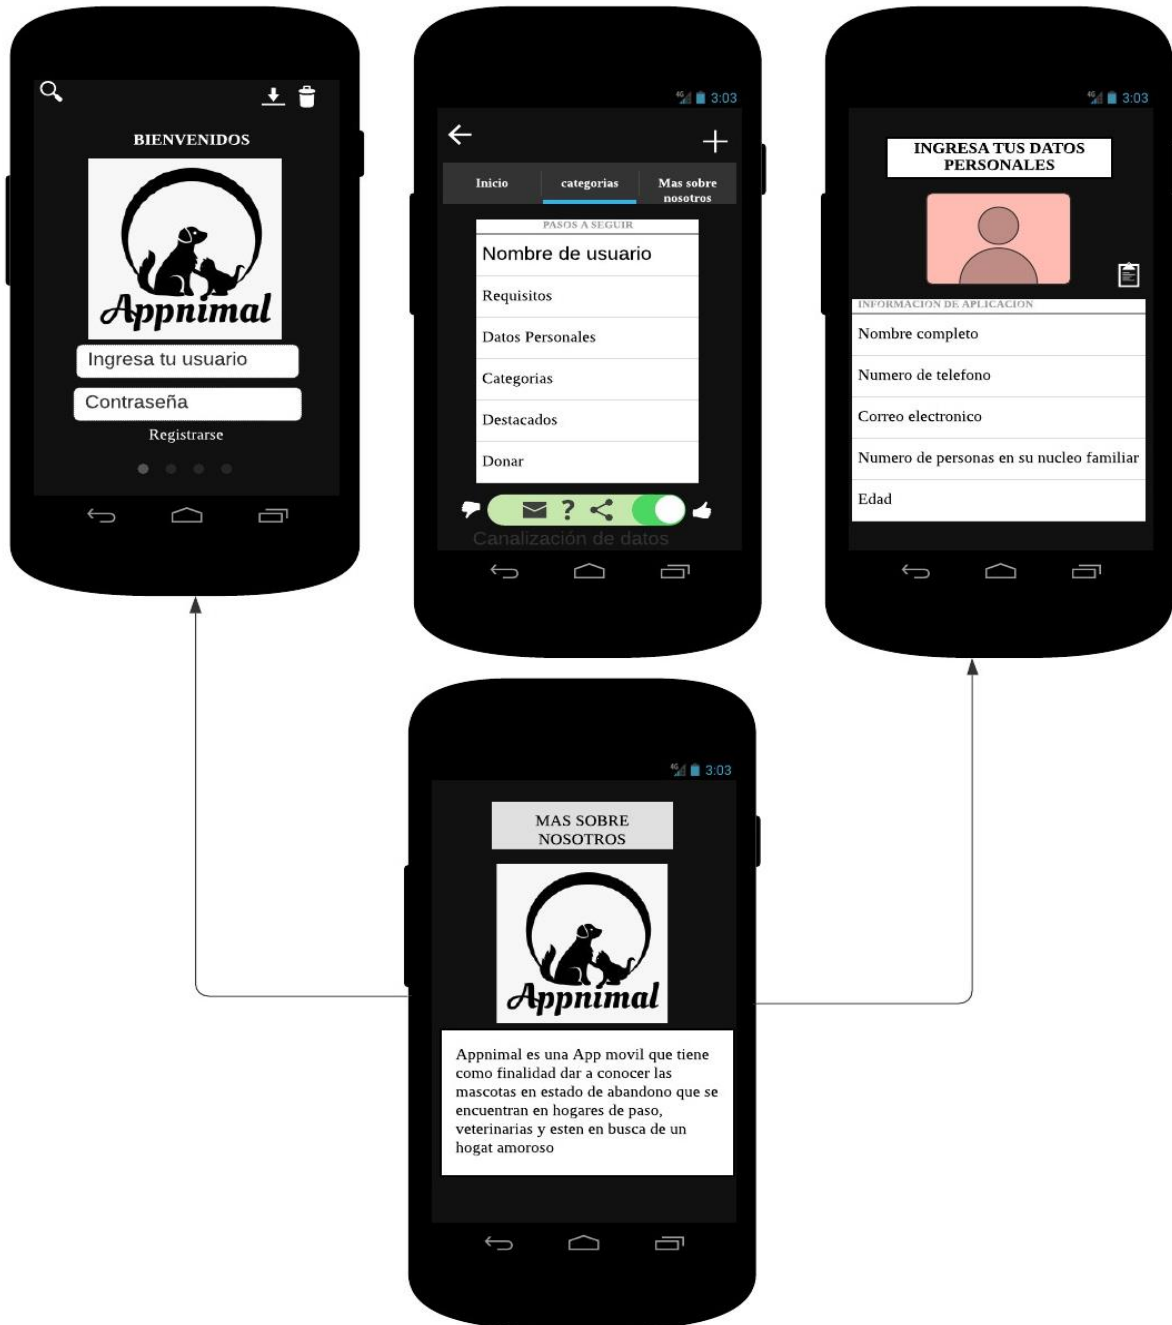 BIENVENIDOS
Appnimal
Ingresa tu usuario
Contraseña
Registrarse
4G 3:03
Inicio categorias Mas sobre
nosotros
PASOS A SEGUIR
Nombre de usuario
Requisitos
Datos Personales
Categorias
Destacados
Donar
?
Canalización de datos
4G 3:03
INGRESA TUS DATOS
PERSONALES
INFORMACION DE APLICACION
Nombre completo
Numero de telefono
Correo electronico
Numero de personas en su nucleo familiar
Edad
4G 3:03
MAS SOBRE
NOSOTROS
Appnimal
Appnimal es una App movil que tiene
como finalidad dar a conocer las
mascotas en estado de abandono que se
encuentran en hogares de paso,
veterinarias y esten en busca de un
hogat amoroso